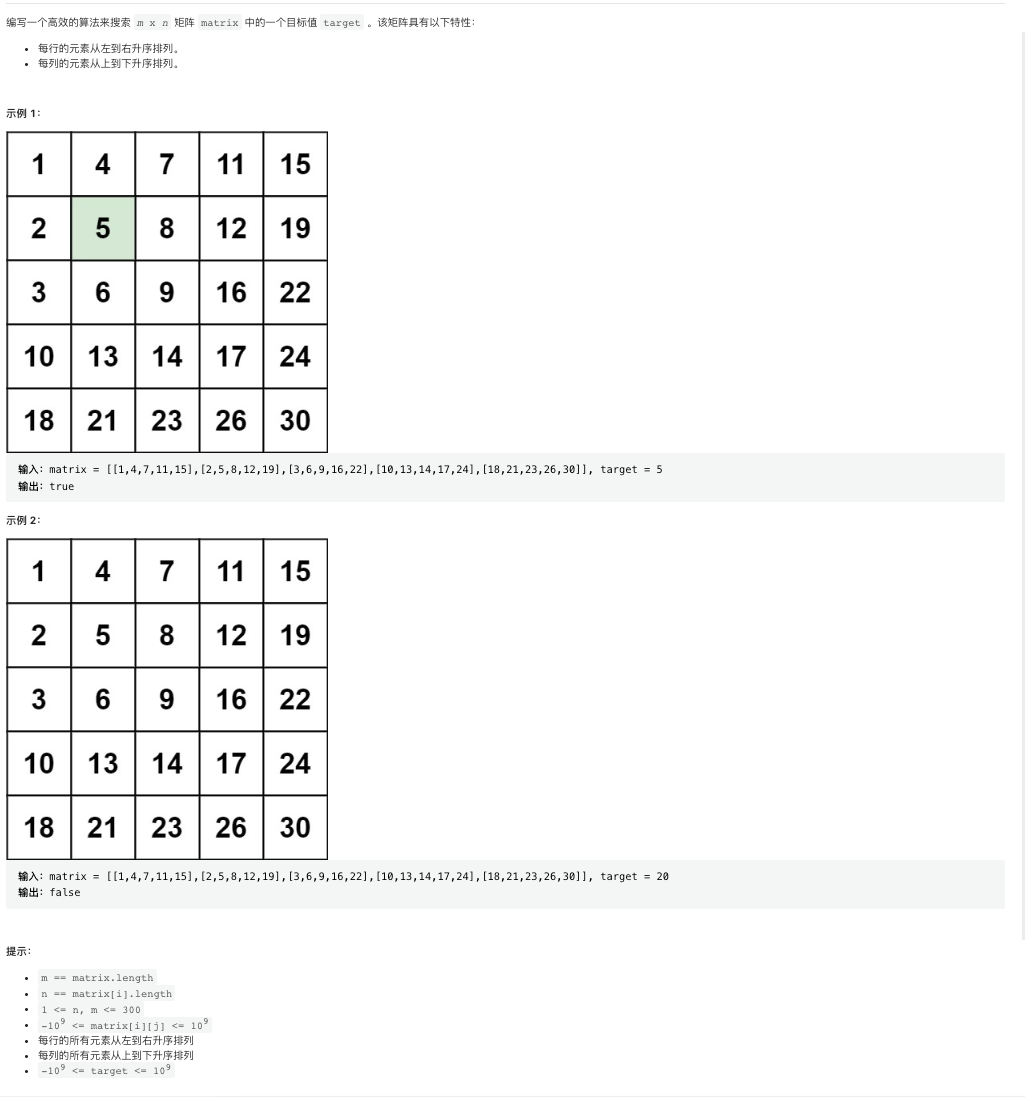 编写一个高效的算法来搜索 m x n 矩阵 matrix 中的一个目标值 target 。该矩阵具有以下特性：
• 每行的元素从左到右升序排列。
• 每列的元素从上到下升序排列。
示例 1：
1 4 7 11 15
2 5 8 12 19
3 6 9 16 22
10 13 14 17 24
18 21 23 26 30
输入：matrix = [[1,4,7,11,15],[2,5,8,12,19],[3,6,9,16,22],[10,13,14,17,24],[18,21,23,26,30]], target = 5
输出：true
示例 2：
1 4 7 11 15
2 5 8 12 19
3 6 9 16 22
10 13 14 17 24
18 21 23 26 30
输入：matrix = [[1,4,7,11,15],[2,5,8,12,19],[3,6,9,16,22],[10,13,14,17,24],[18,21,23,26,30]], target = 20
输出：false
提示：
• m == matrix.length
• n == matrix[i].length
• 1 <= n, m <= 300
• -10⁹ <= matrix[i][j] <= 10⁹
• 每行的所有元素从左到右升序排列
• 每列的所有元素从上到下升序排列
• -10⁹ <= target <= 10⁹